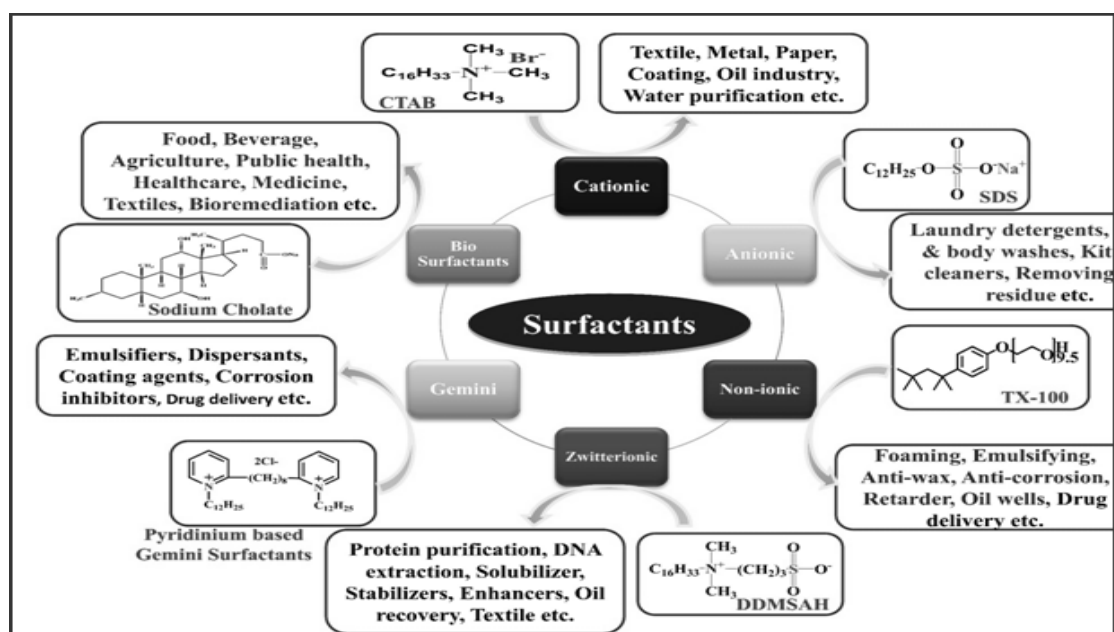 CH₃
Br⁻
C₁₆H₃₃-N⁺-CH₃
CTAB
CH₃
Textile, Metal, Paper,
Coating, Oil industry,
Water purification etc.
Food, Beverage,
Agriculture, Public health,
Healthcare, Medicine,
Textiles, Bioremediation etc.
Cationic
O
C₁₂H₂₅-O-S-O⁻Na⁺
O
SDS
Bio
Surfactants
Anionic
Sodium Cholate
Laundry detergents,
& body washes, Kit
cleaners, Removing
residue etc.
Surfactants
Emulsifiers, Dispersants,
Coating agents, Corrosion
inhibitors, Drug delivery etc.
Gemini
Non-ionic
O(O)H
9.5
TX-100
2Cl-
N⁺ -(CH₂)₈- N⁺
C₁₂H₂₅ C₁₂H₂₅
Pyridinium based
Gemini Surfactants
Zwitterionic
Foaming, Emulsifying,
Anti-wax, Anti-corrosion,
Retarder, Oil wells, Drug
delivery etc.
Protein purification, DNA
extraction, Solubilizer,
Stabilizers, Enhancers, Oil
recovery, Textile etc.
CH₃ O
C₁₆H₃₃-N⁺-(CH₂)₃-S-O⁻
CH₃ O
DDMSAH